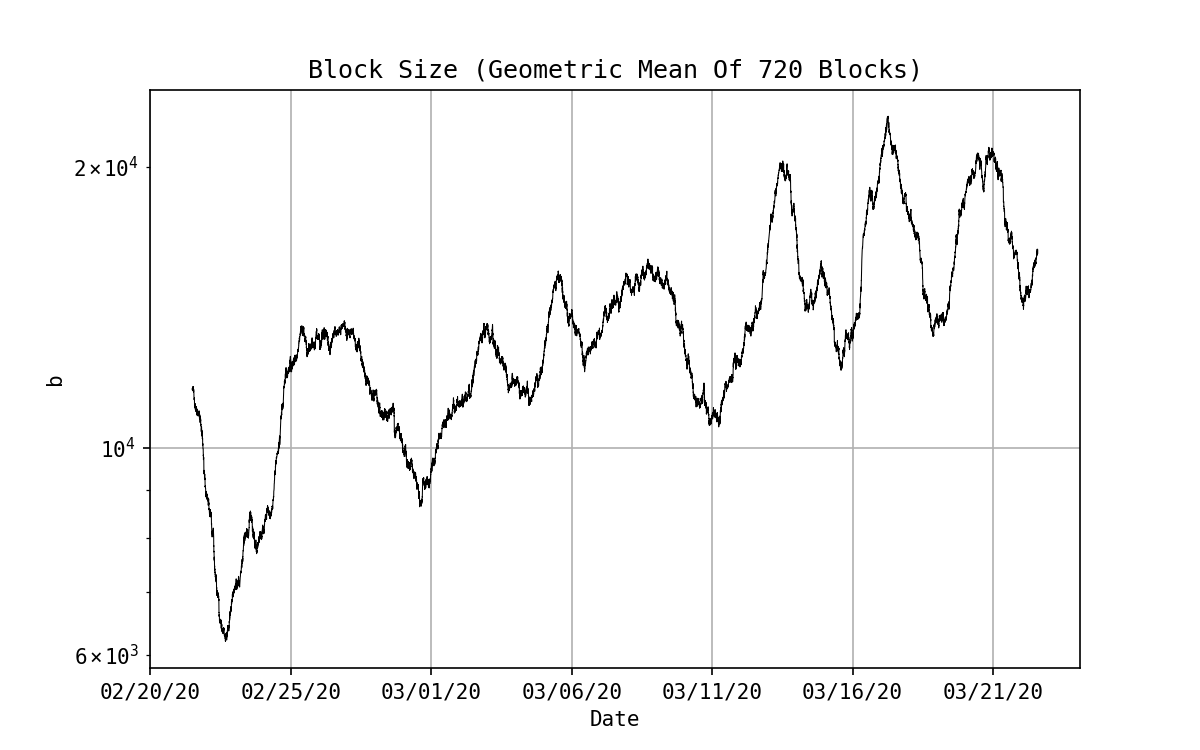 Block Size (Geometric Mean Of 720 Blocks)
2×10⁴
10⁴
6×10³
b
02/20/20 02/25/20 03/01/20 03/06/20 03/11/20 03/16/20 03/21/20
Date